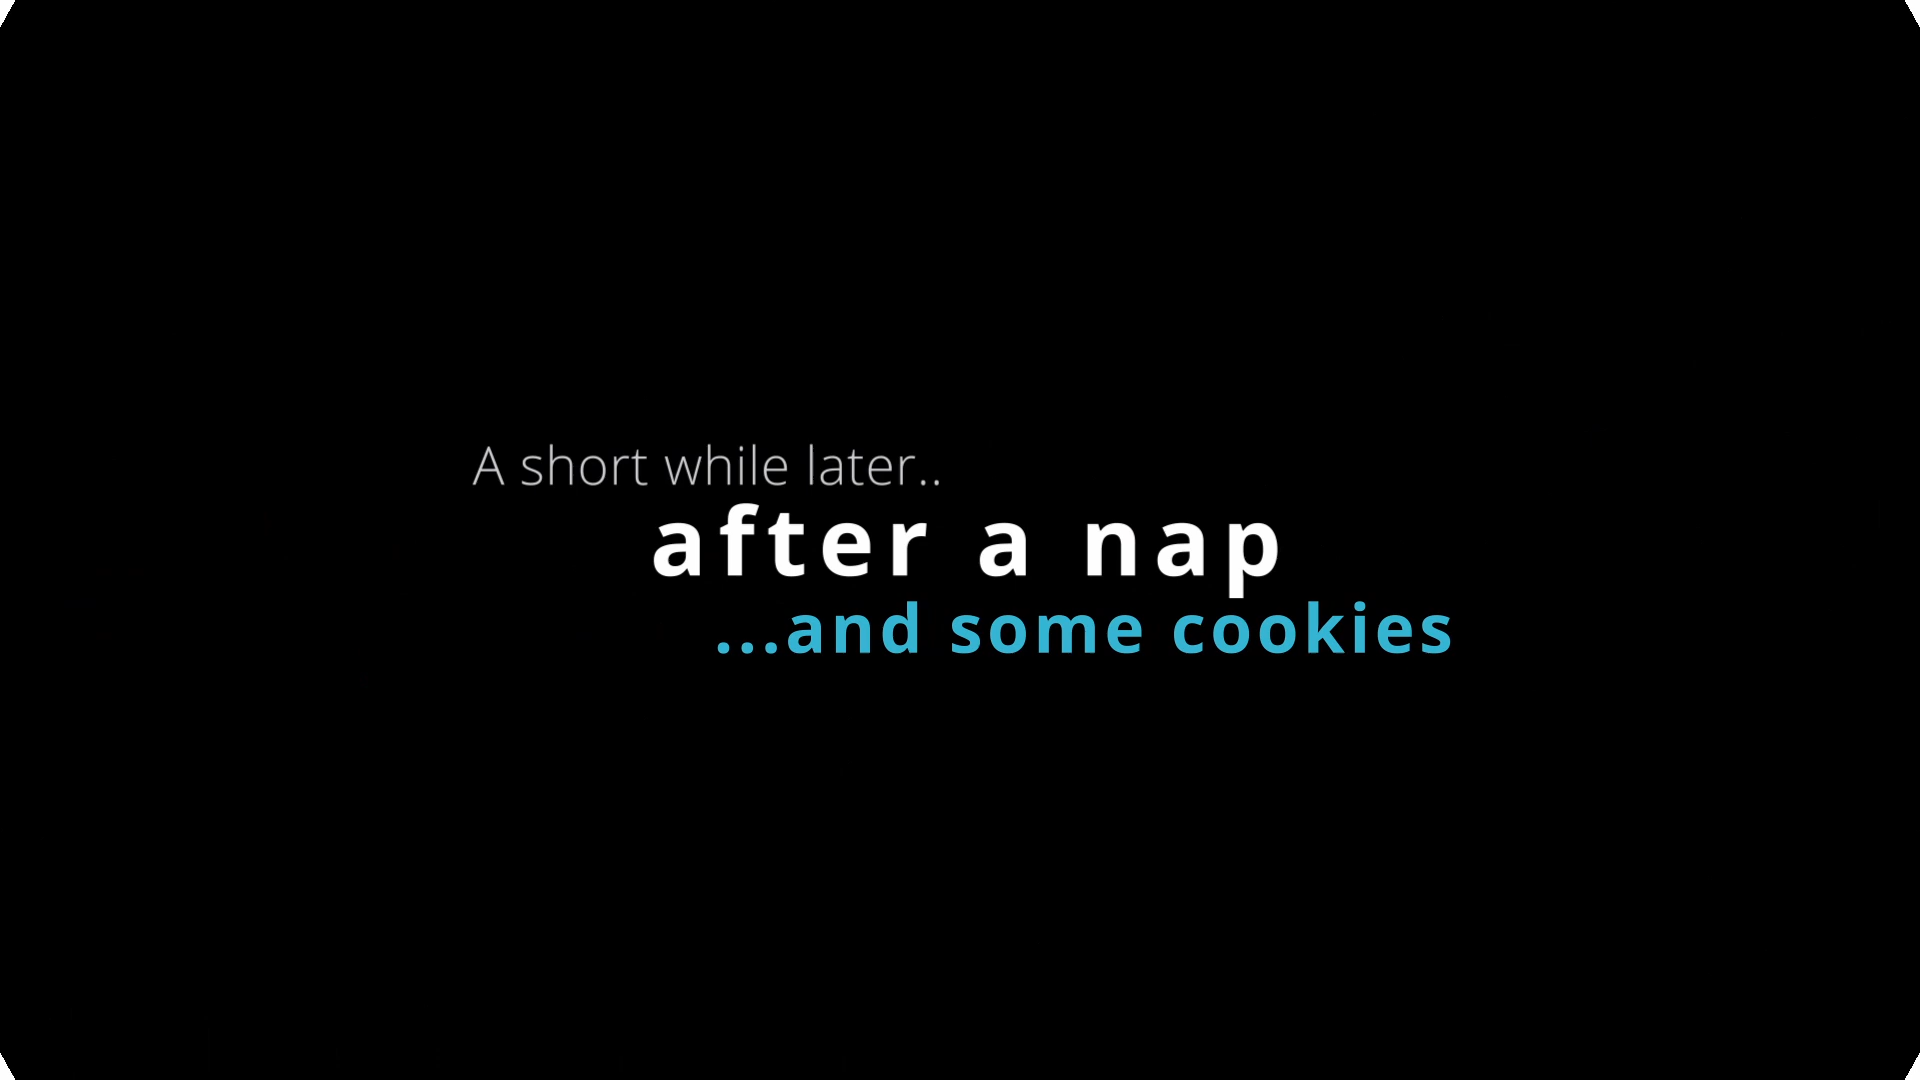 A short while later..
after a nap
...and some cookies